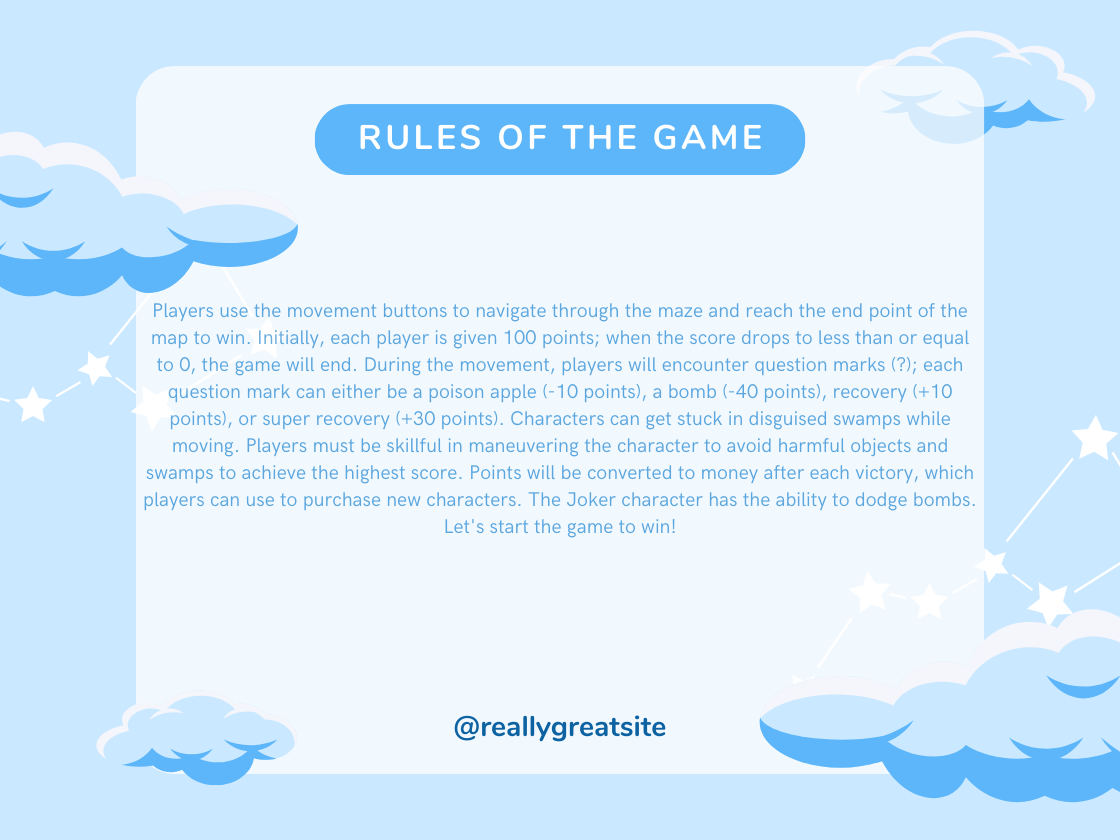 RULES OF THE GAME
Players use the movement buttons to navigate through the maze and reach the end point of the
map to win. Initially, each player is given 100 points; when the score drops to less than or equal
to 0, the game will end. During the movement, players will encounter question marks (?); each
question mark can either be a poison apple (-10 points), a bomb (-40 points), recovery (+10
points), or super recovery (+30 points). Characters can get stuck in disguised swamps while
moving. Players must be skillful in maneuvering the character to avoid harmful objects and
swamps to achieve the highest score. Points will be converted to money after each victory, which
players can use to purchase new characters. The Joker character has the ability to dodge bombs.
Let's start the game to win!
@reallygreatsite